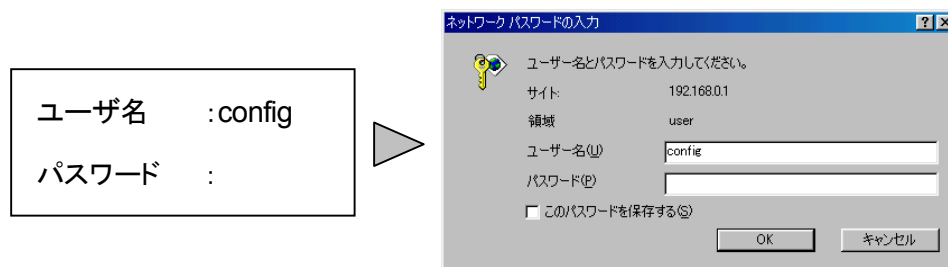 ユーザ名 :config
パスワード :
ネットワーク パスワードの入力
ユーザー名とパスワードを入力してください。
サイト: 192.168.0.1
領域 user
ユーザー名(U) config
パスワード(P)
このパスワードを保存する(S)
OK キャンセル